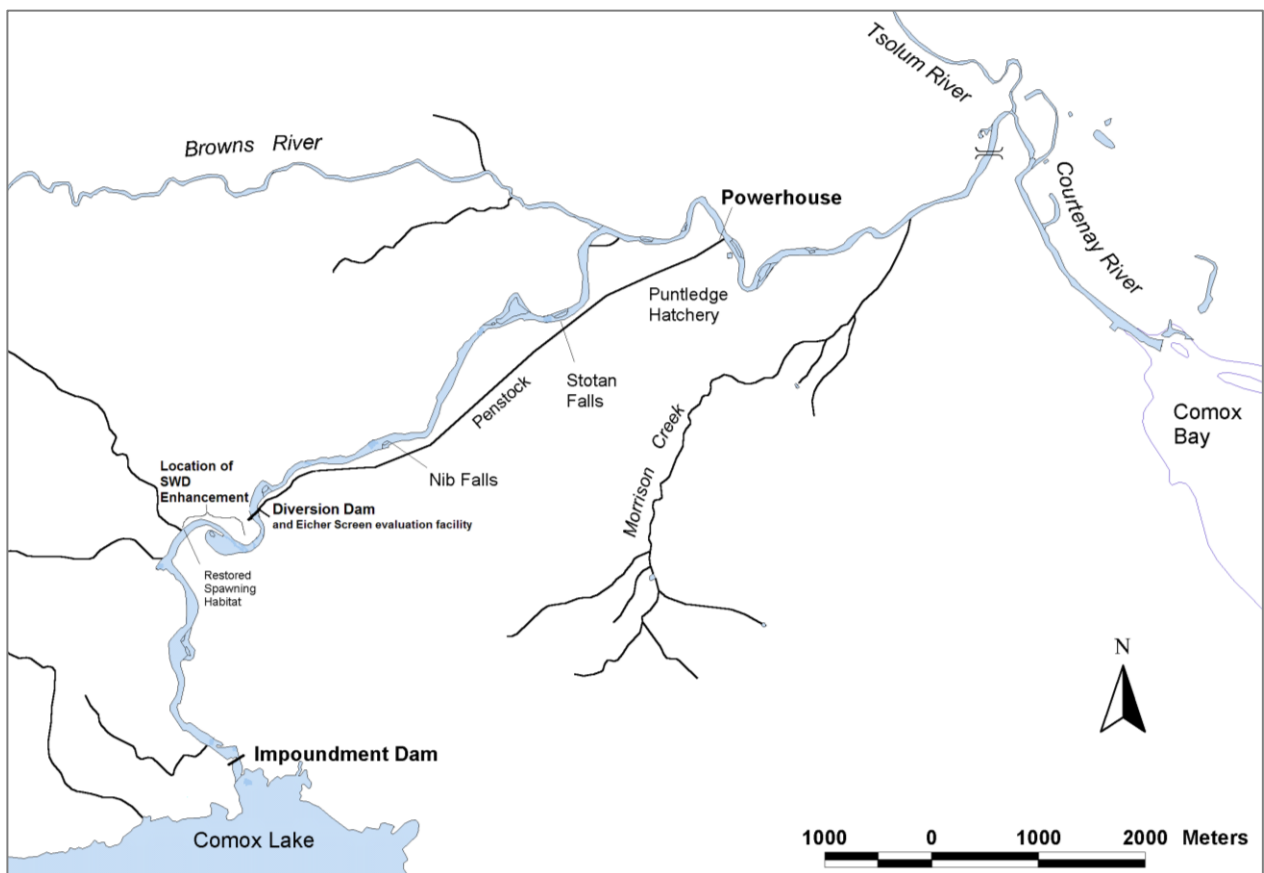 Tsolum River
Browns River
Powerhouse
Courtenay River
Puntledge
Hatchery
Stotan
Falls
Penstock
Comox
Bay
Morrison Creek
Nib Falls
Location of
SWD
Enhancement
Diversion Dam
and Eicher Screen evaluation facility
Restored
Spawning
Habitat
N
Impoundment Dam
Comox Lake
1000 0 1000 2000 Meters